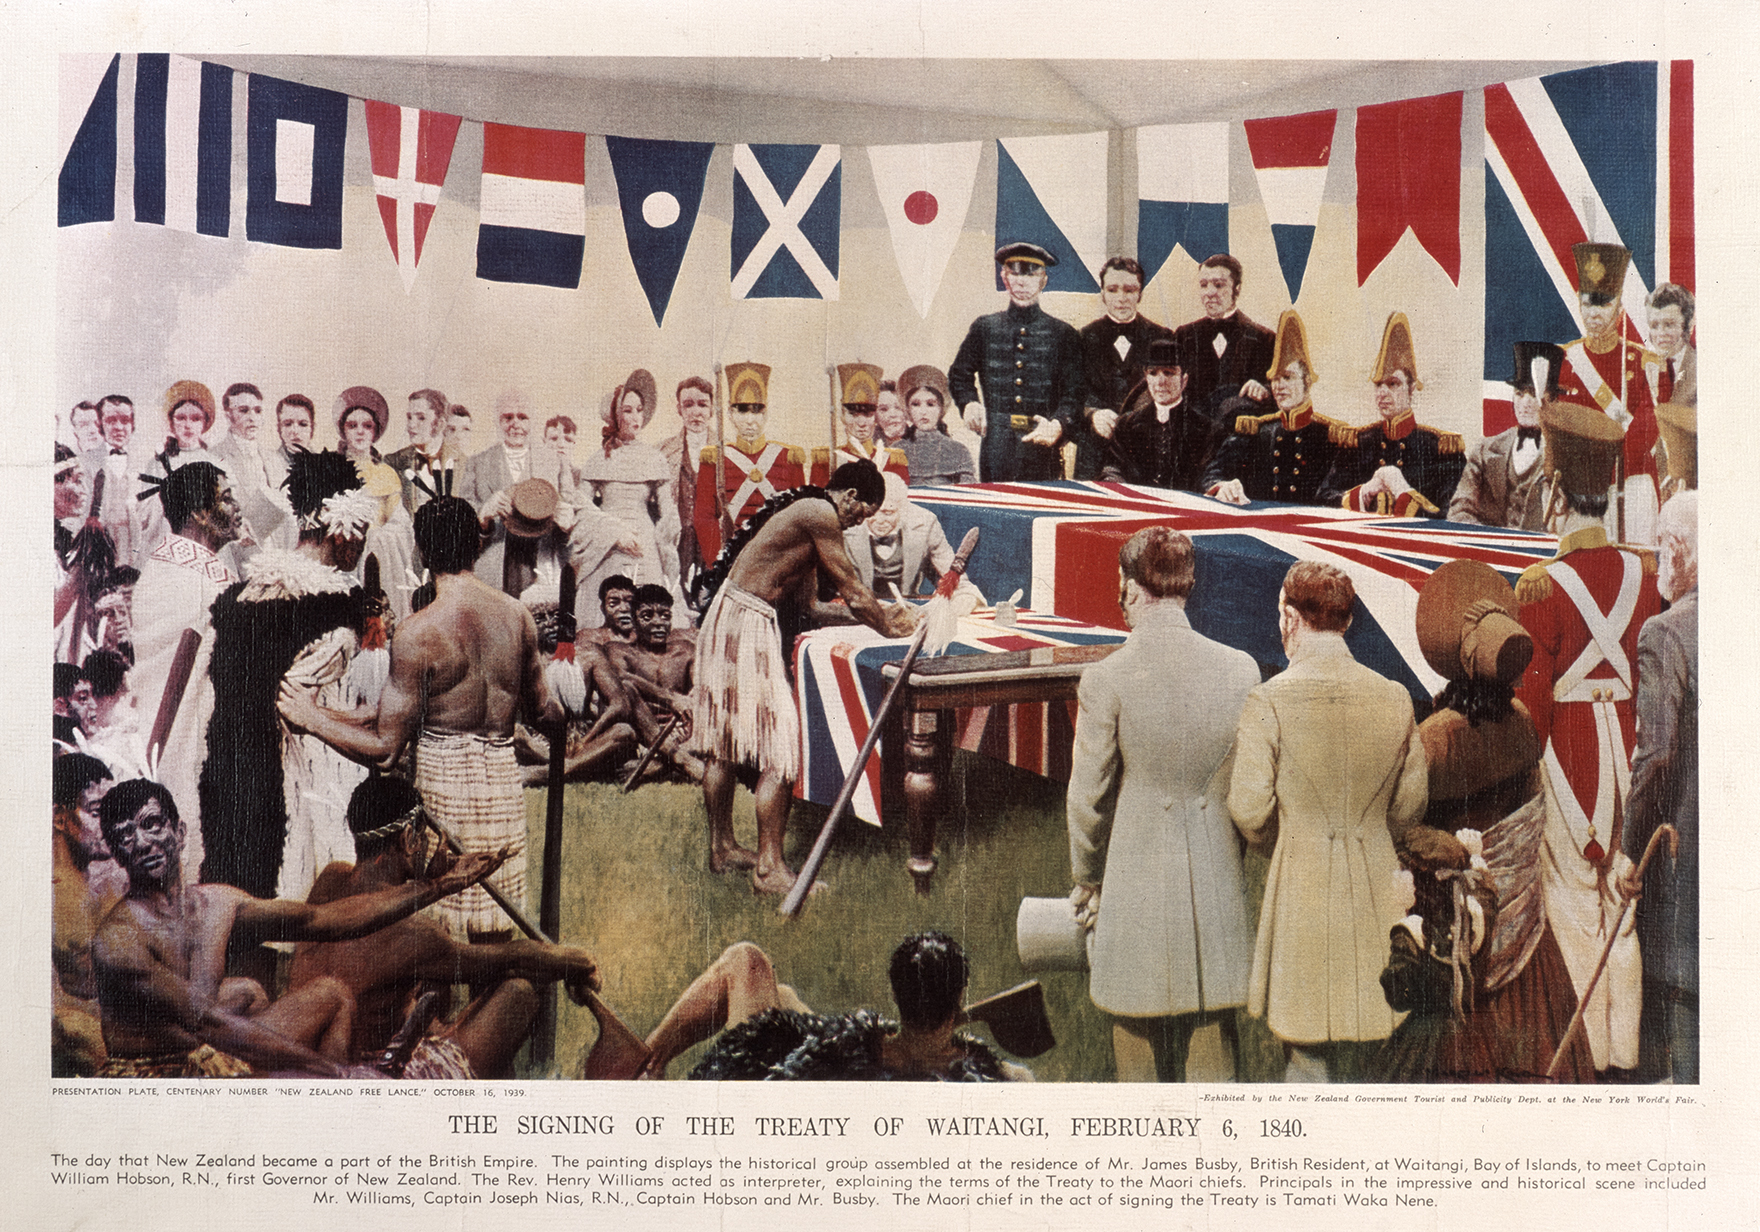 PRESENTATION PLATE, CENTENARY NUMBER "NEW ZEALAND FREE LANCE," OCTOBER 16, 1939.
-Exhibited by the New Zealand Government Tourist and Publicity Dept. at the New York World's Fair.
THE SIGNING OF THE TREATY OF WAITANGI, FEBRUARY 6, 1840.
The day that New Zealand became a part of the British Empire. The painting displays the historical group assembled at the residence of Mr. James Busby, British Resident, at Waitangi, Bay of Islands, to meet Captain
William Hobson, R.N., first Governor of New Zealand. The Rev. Henry Williams acted as interpreter, explaining the terms of the Treaty to the Maori chiefs. Principals in the impressive and historical scene included
Mr. Williams, Captain Joseph Nias, R.N., Captain Hobson and Mr. Busby. The Maori chief in the act of signing the Treaty is Tamati Waka Nene.